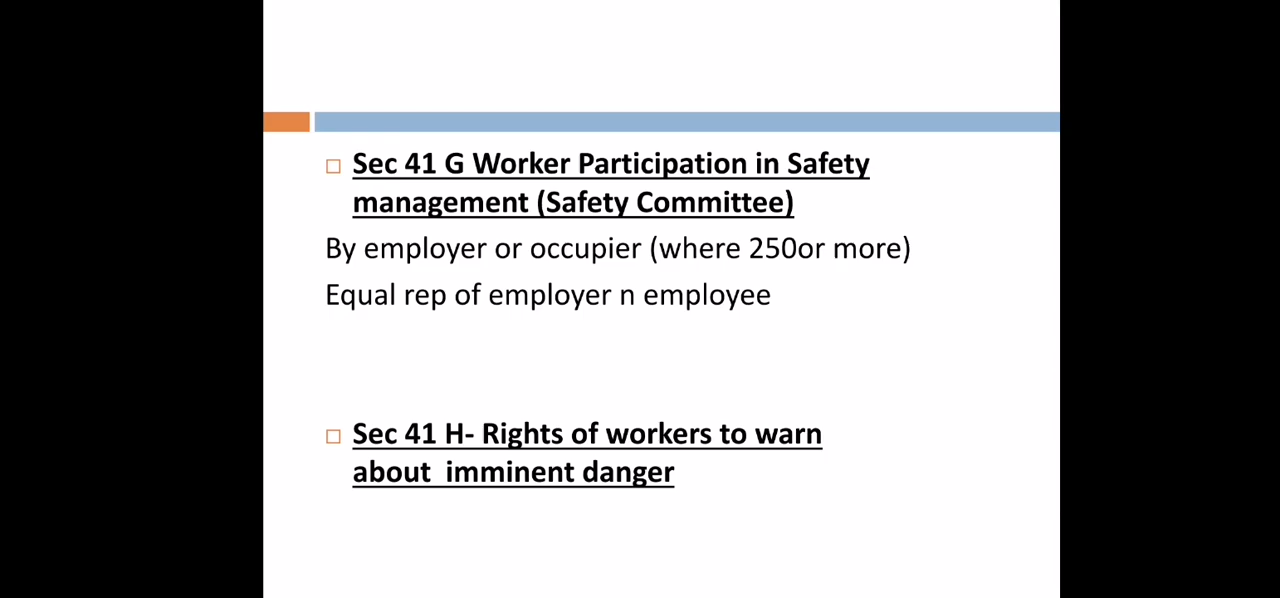 Sec 41 G Worker Participation in Safety
management (Safety Committee)
By employer or occupier (where 250or more)
Equal rep of employer n employee
Sec 41 H- Rights of workers to warn
about  imminent danger